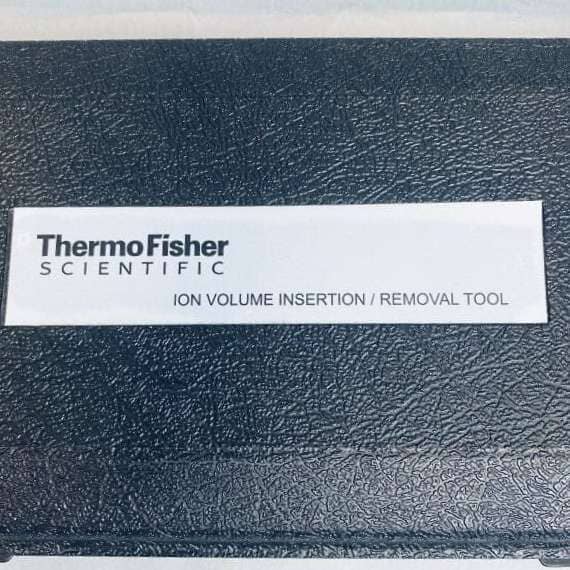 ThermoFisher
SCIENTIFIC
ION VOLUME INSERTION / REMOVAL TOOL